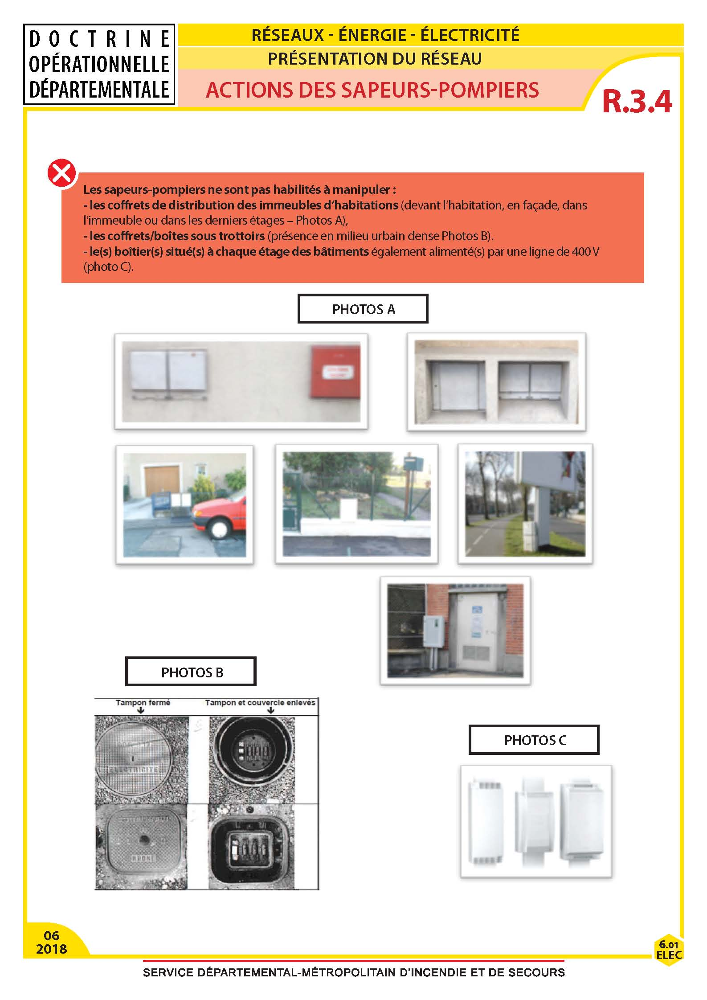 DOCTRINE
OPÉRATIONNELLE
DÉPARTEMENTALE
RÉSEAUX - ÉNERGIE - ÉLECTRICITÉ
PRÉSENTATION DU RÉSEAU
ACTIONS DES SAPEURS-POMPIERS
R.3.4
Les sapeurs-pompiers ne sont pas habilités à manipuler :
- les coffrets de distribution des immeubles d’habitations (devant l’habitation, en façade, dans
l’immeuble ou dans les derniers étages – Photos A),
- les coffrets/boîtes sous trottoirs (présence en milieu urbain dense Photos B).
- le(s) boîtier(s) situé(s) à chaque étage des bâtiments également alimenté(s) par une ligne de 400 V
(photo C).
PHOTOS A
PHOTOS B
Tampon fermé
Tampon et couvercle enlevés
ELECTRICITE
RHONE
PHOTOS C
06
2018
6.01
ELEC
SERVICE DÉPARTEMENTAL-MÉTROPOLITAIN D’INCENDIE ET DE SECOURS